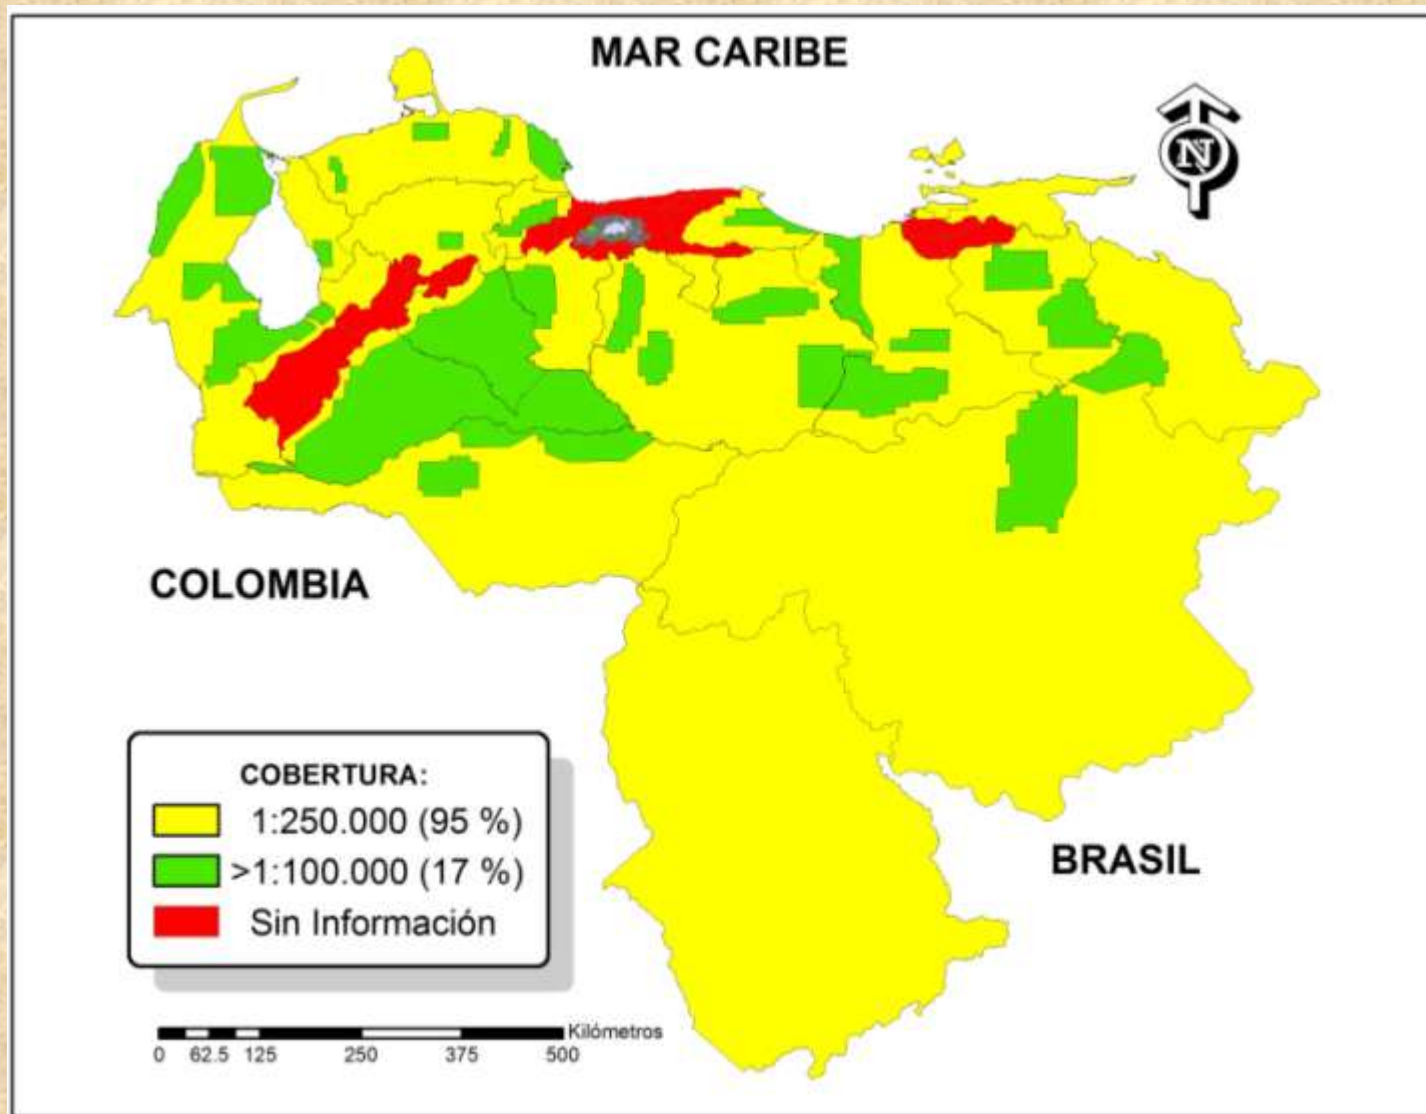 MAR CARIBE
N
COLOMBIA
COBERTURA:
1:250.000 (95 %)
>1:100.000 (17 %)
Sin Información
BRASIL
Kilómetros
0 62.5 125 250 375 500